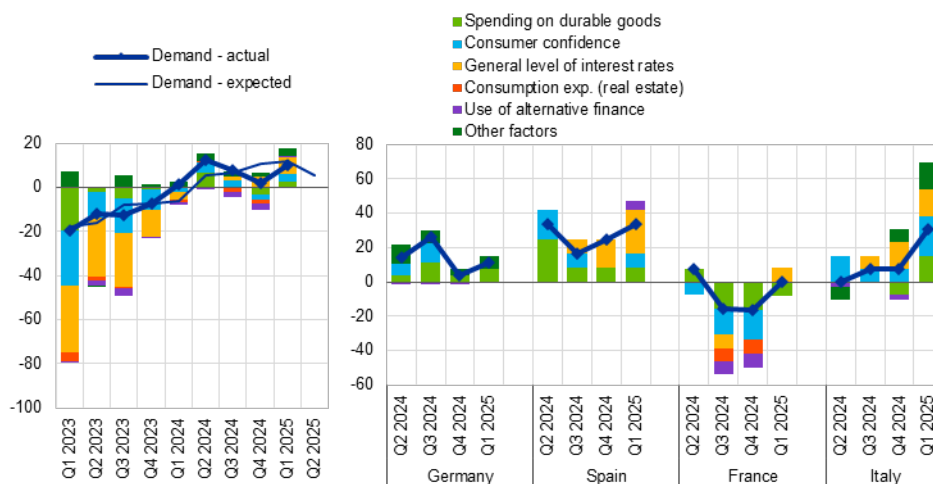 Demand - actual
Demand - expected
Spending on durable goods
Consumer confidence
General level of interest rates
Consumption exp. (real estate)
Use of alternative finance
Other factors
20
0
-20
-40
-60
-80
-100
Q1 2023
Q2 2023
Q3 2023
Q4 2023
Q1 2024
Q2 2024
Q3 2024
Q4 2024
Q1 2025
Q2 2025
80
60
40
20
0
-20
-40
-60
Q2 2024
Q3 2024
Q4 2024
Q1 2025
Q2 2024
Q3 2024
Q4 2024
Q1 2025
Q2 2024
Q3 2024
Q4 2024
Q1 2025
Q2 2024
Q3 2024
Q4 2024
Q1 2025
Germany
Spain
France
Italy